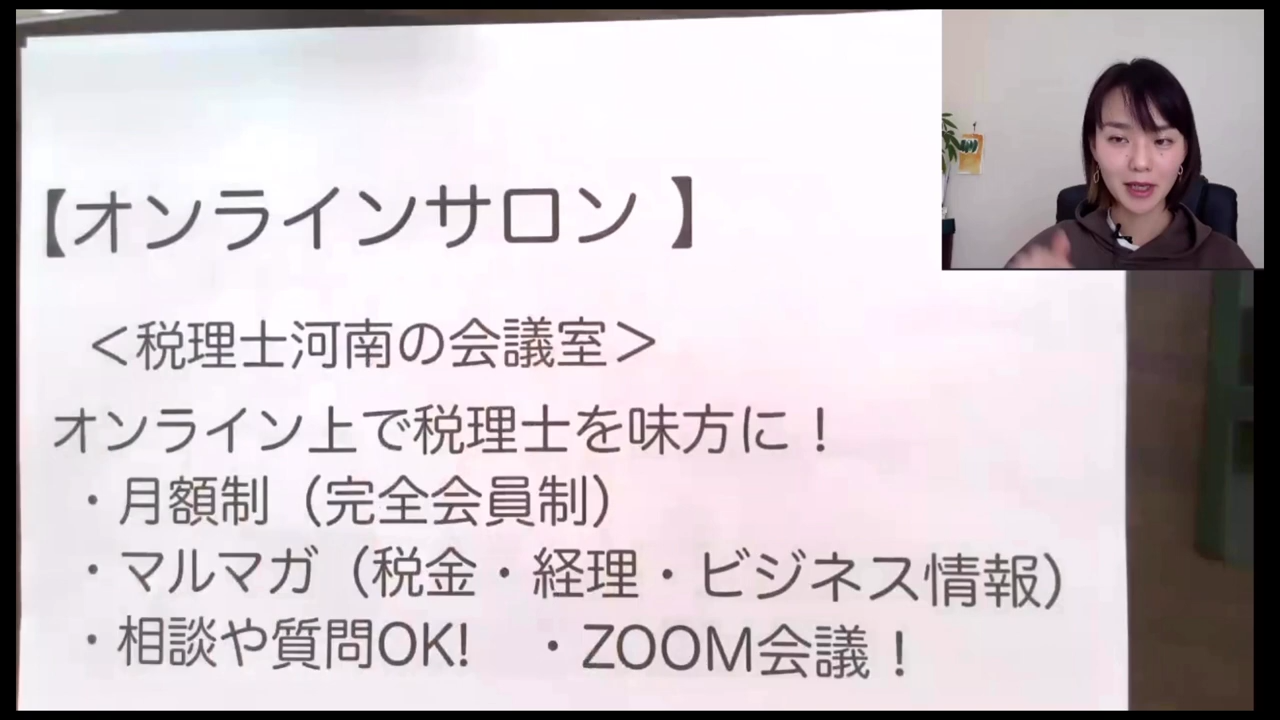 【オンラインサロン 】
＜税理士河南の会議室＞
オンライン上で税理士を味方に！
・月額制（完全会員制）
・マルマガ（税金・経理・ビジネス情報）
・相談や質問OK!　・ZOOM会議！